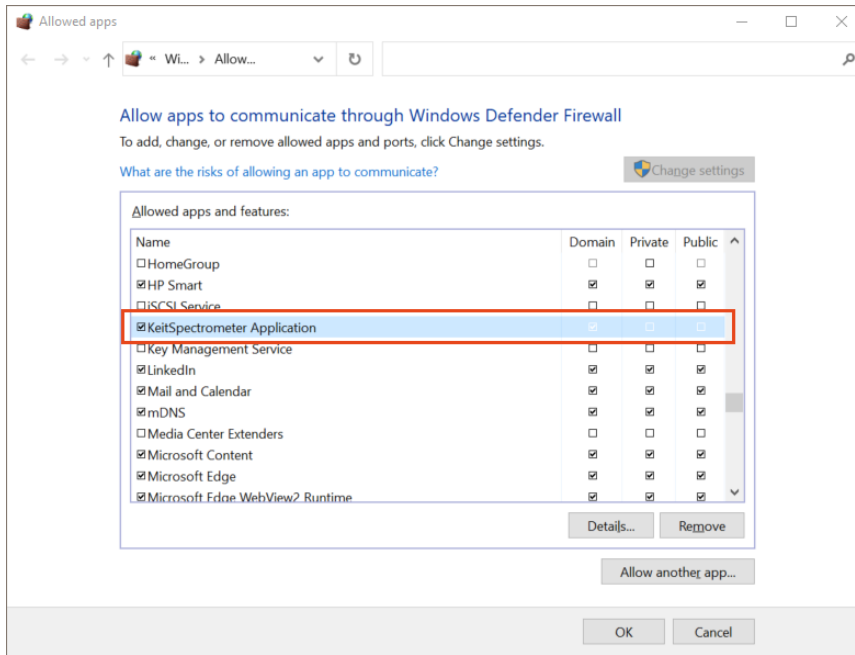 Allowed apps
« Wi... > Allow...
Allow apps to communicate through Windows Defender Firewall
To add, change, or remove allowed apps and ports, click Change settings.
What are the risks of allowing an app to communicate?
Change settings
Allowed apps and features:
Name Domain Private Public
HomeGroup
HP Smart
iSCSI Service
KeitSpectrometer Application
Key Management Service
LinkedIn
Mail and Calendar
mDNS
Media Center Extenders
Microsoft Content
Microsoft Edge
Microsoft Edge WebView2 Runtime
Details... Remove
Allow another app...
OK Cancel